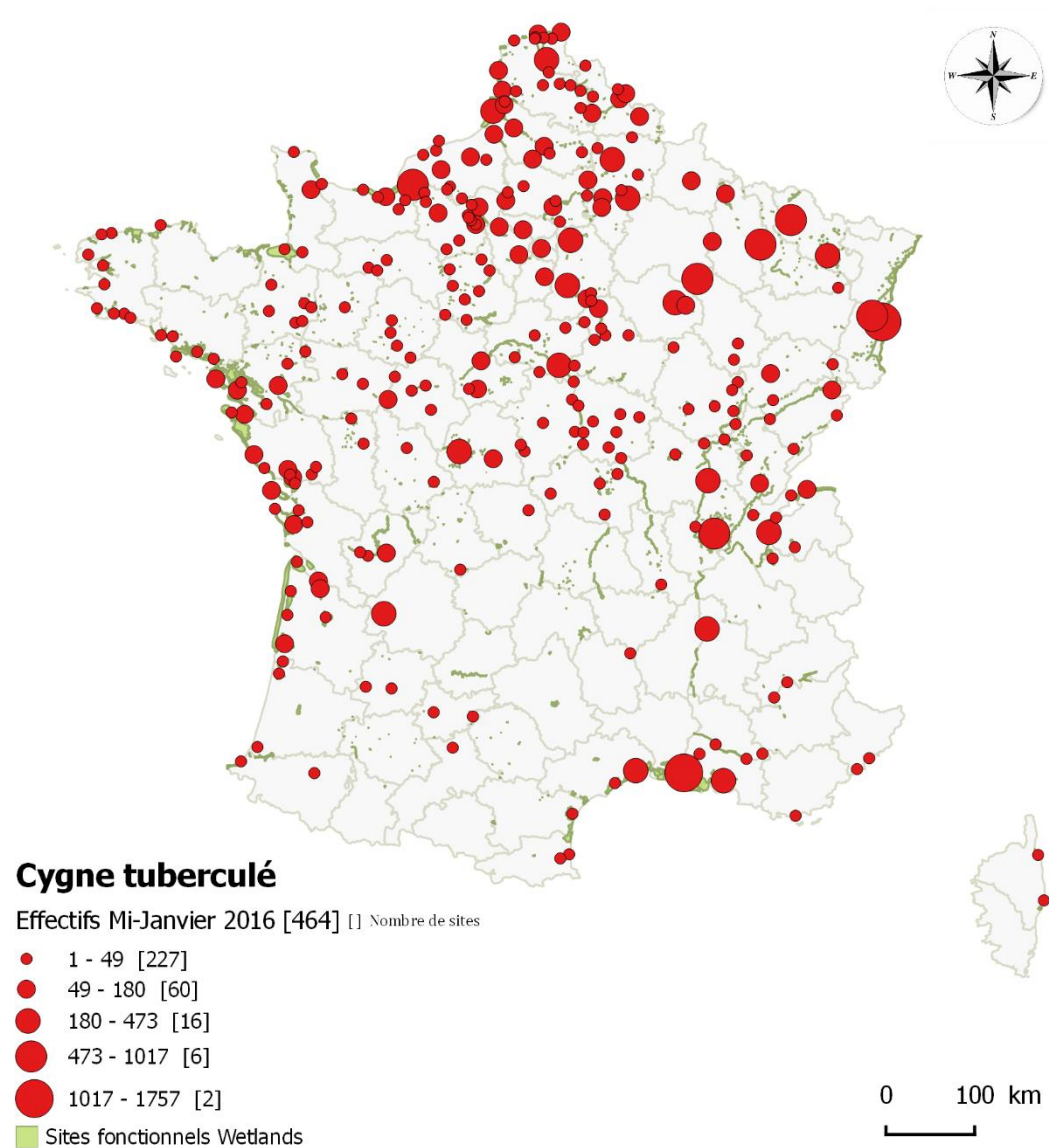 N
W E
S
Cygne tuberculé
Effectifs Mi-Janvier 2016 [464] [] Nombre de sites
1 - 49 [227]
49 - 180 [60]
180 - 473 [16]
473 - 1017 [6]
1017 - 1757 [2]
Sites fonctionnels Wetlands
0 100 km